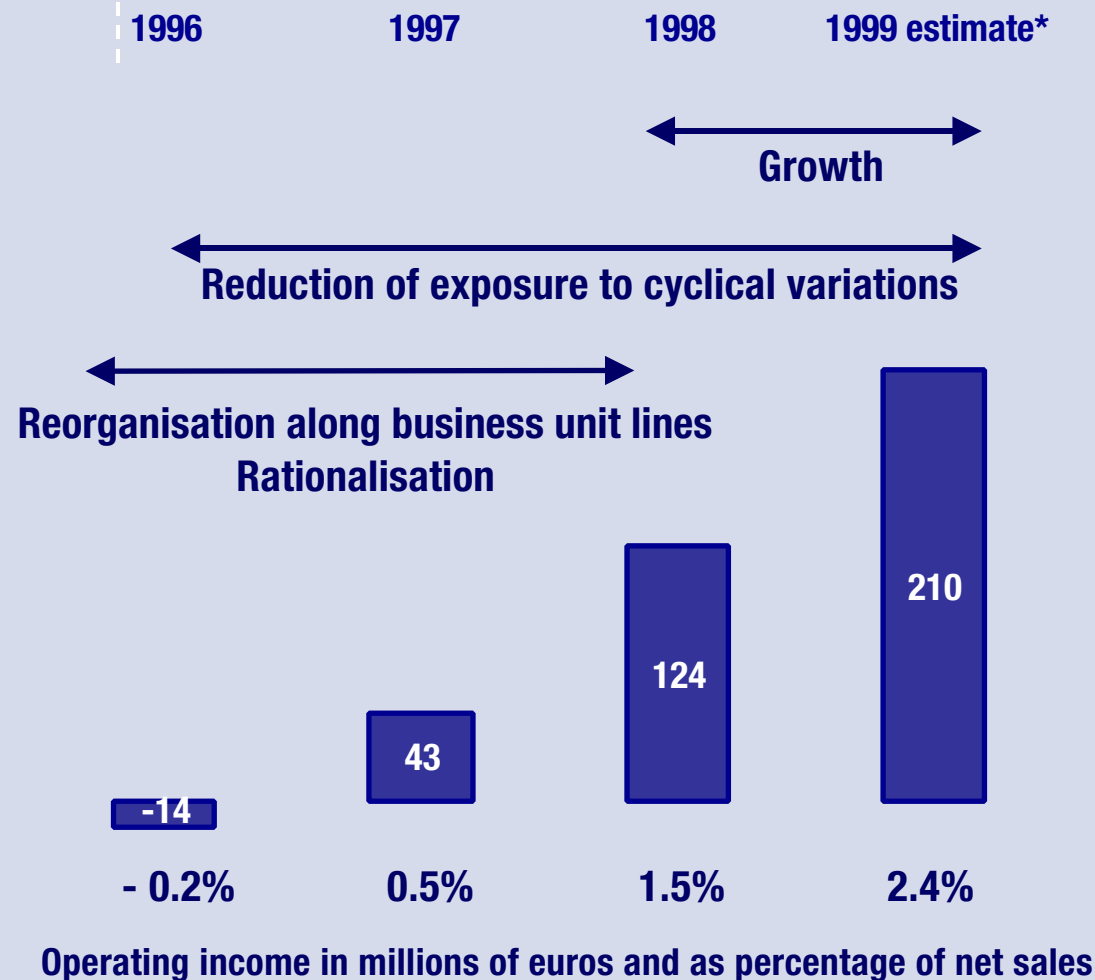 1996 1997 1998 1999 estimate*
Growth
Reduction of exposure to cyclical variations
Reorganisation along business unit lines
Rationalisation
210
124
43
-14
- 0.2% 0.5% 1.5% 2.4%
Operating income in millions of euros and as percentage of net sales